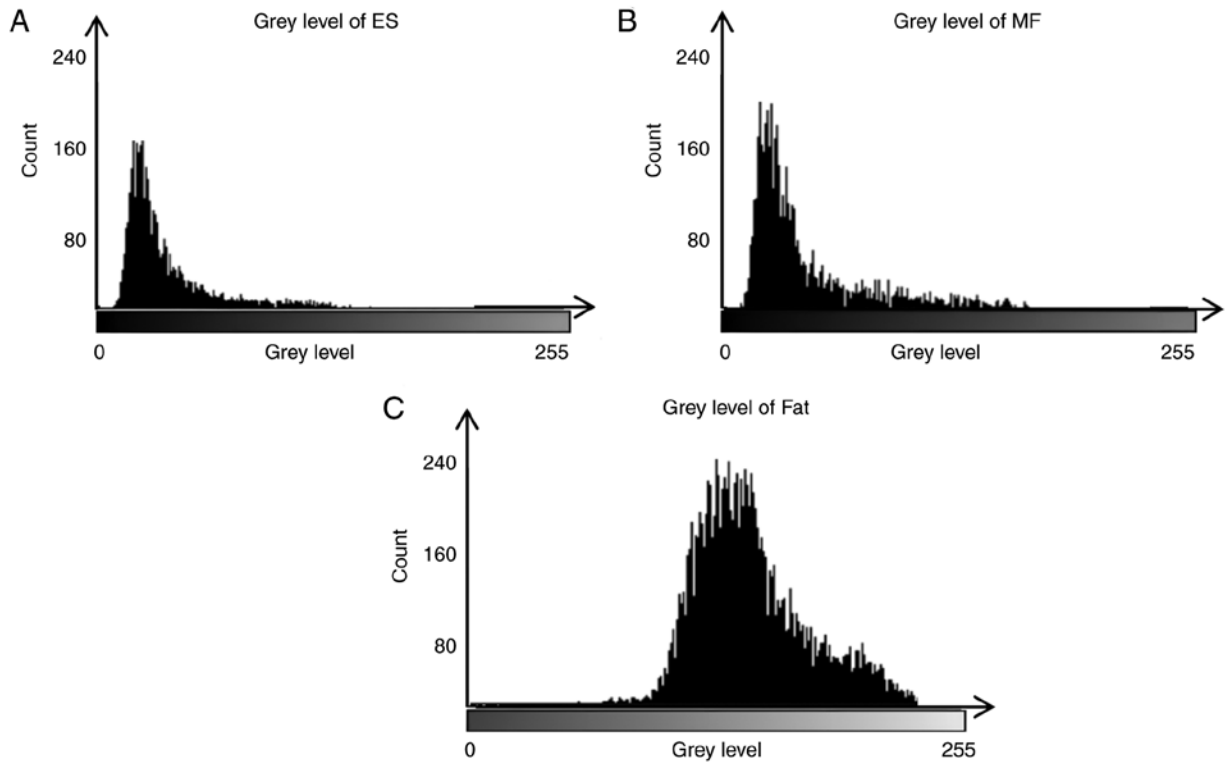 A
Grey level of ES
240
160
80
Count
0
Grey level
255
B
Grey level of MF
240
160
80
Count
0
Grey level
255
C
Grey level of Fat
240
160
80
Count
0
Grey level
255